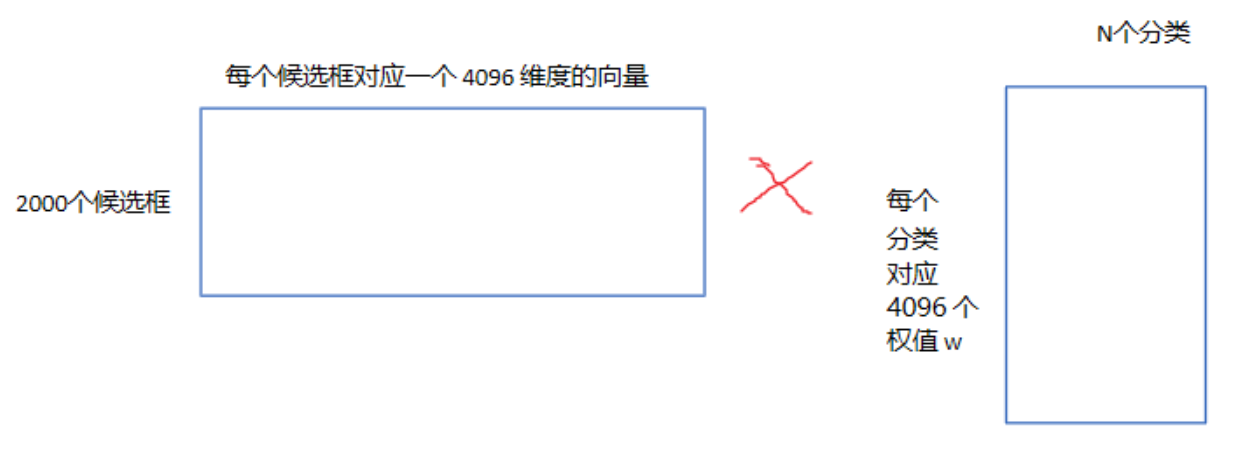 N个分类
每个候选框对应一个 4096 维度的向量
2000个候选框
每个
分类
对应
4096 个
权值 w